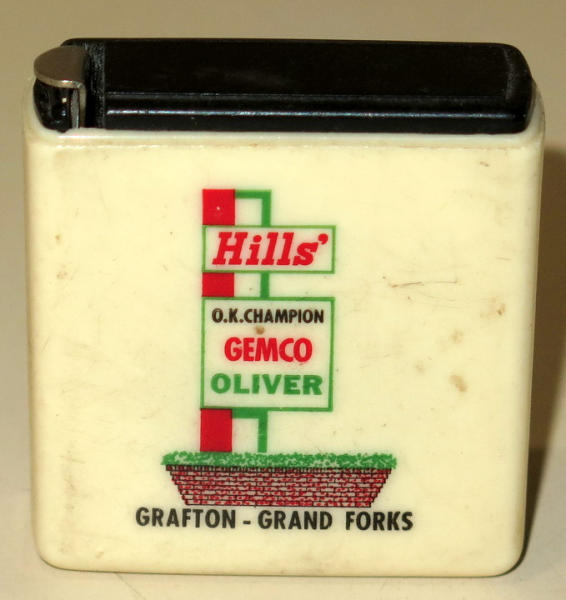 Hills'
O.K.CHAMPION
GEMCO
OLIVER
GRAFTON - GRAND FORKS